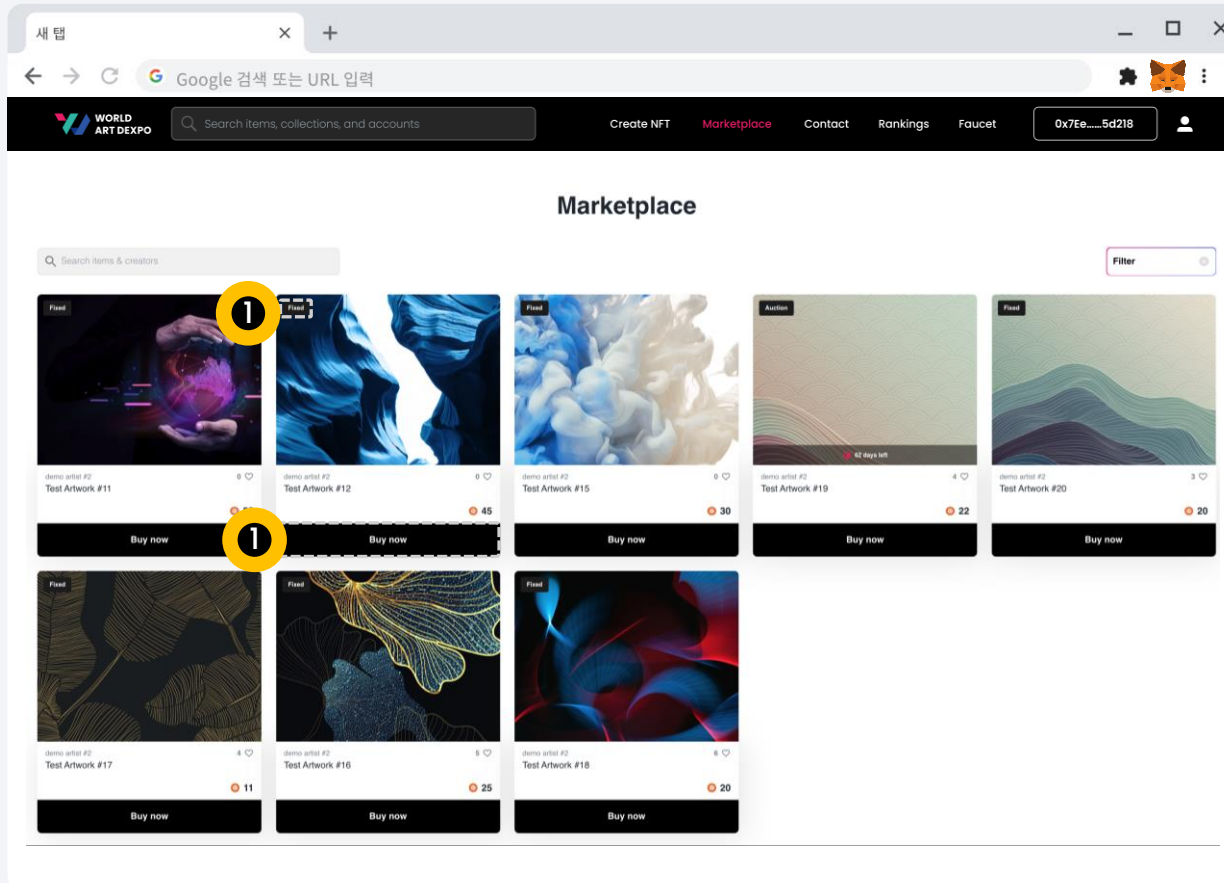 새 탭
Google 검색 또는 URL 입력
WORLD
ART DEXPO
Search items, collections, and accounts
Create NFT
Marketplace
Contact
Rankings
Faucet
0x7Ee......5d218
Marketplace
Search items & creators
Filter
Fixed
1
Fixed
Fixed
Auction
Fixed
62 days left
demo artist #2
0
demo artist #2
0
demo artist #2
0
demo artist #2
4
demo artist #2
3
Test Artwork #11
Test Artwork #12
Test Artwork #15
Test Artwork #19
Test Artwork #20
45
30
22
20
Buy now
1
Buy now
Buy now
Buy now
Buy now
Fixed
Fixed
Fixed
demo artist #2
4
demo artist #2
5
demo artist #2
6
Test Artwork #17
Test Artwork #16
Test Artwork #18
11
25
20
Buy now
Buy now
Buy now